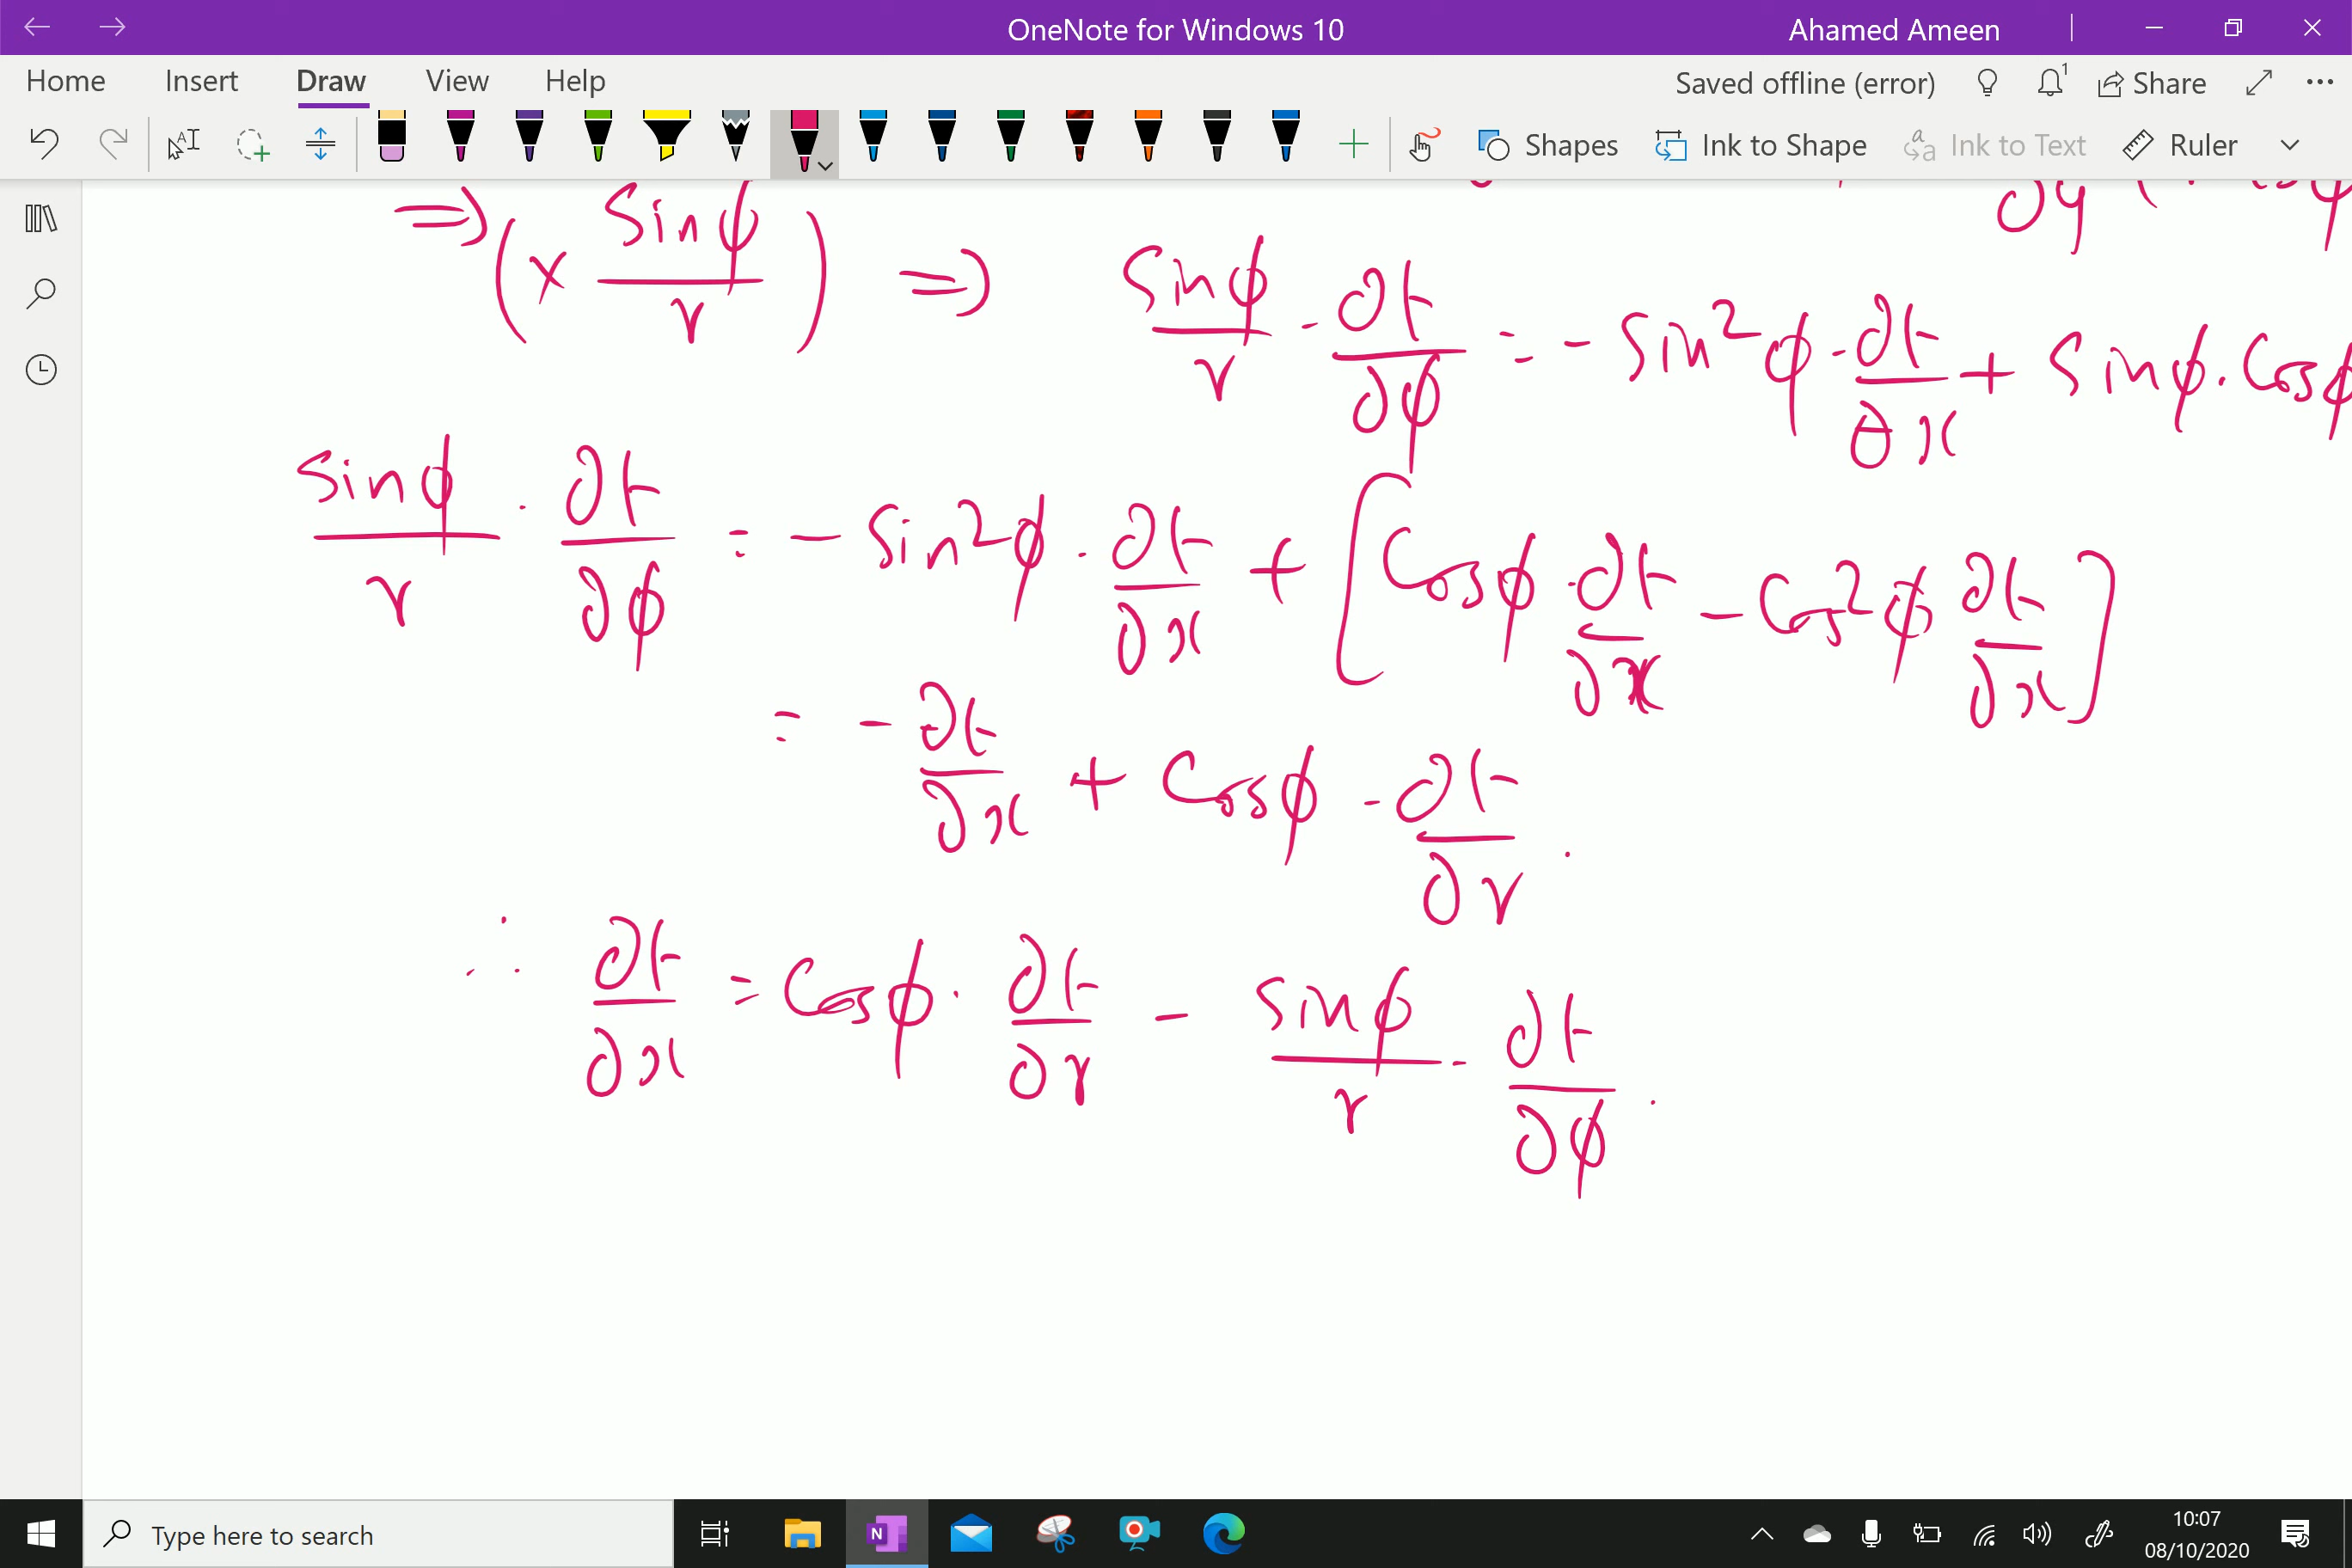 OneNote for Windows 10 Ahamed Ameen
Home Insert Draw View Help Saved offline (error) 1 Share
Shapes Ink to Shape Ink to Text Ruler
⇒ (× Sinφ/r) ⇒ Sinφ/r · ∂t/∂φ = - Sin²φ · ∂t/∂x + Sinφ. Cosφ
Sinφ/r · ∂t/∂φ = - Sin²φ · ∂t/∂x + [Cosφ · ∂t/∂x - Cos²φ ∂t/∂x]
= - ∂t/∂x + Cosφ · ∂t/∂r .
∴ ∂t/∂x = Cosφ · ∂t/∂r - Sinφ/r · ∂t/∂φ .
Type here to search
N
10:07
08/10/2020